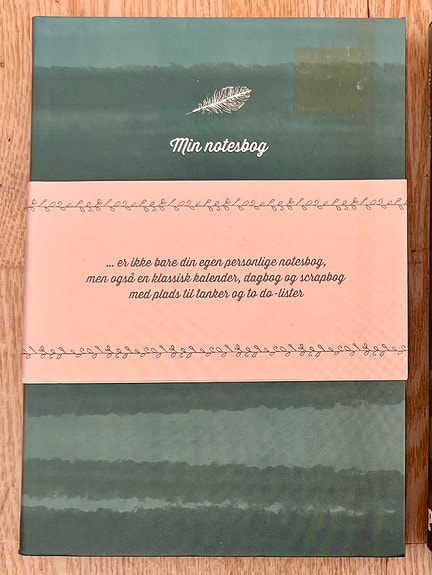 Min notesbog
... er ikke bare din egen personlige notesbog,
men også en klassisk kalender, dagbog og scrapbog
med plads til tanker og to do-lister